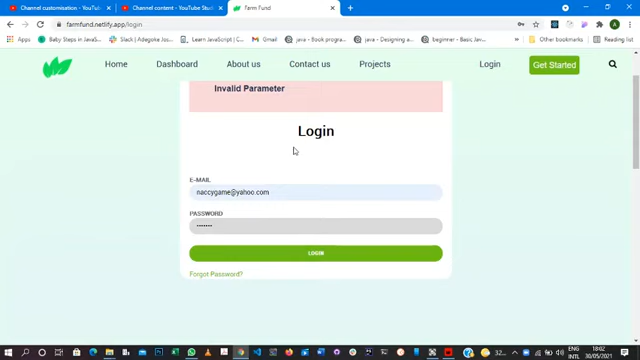 Channel customisation - YouTub
Channel content - YouTube Stud
Farm Fund
farmfund.netlify.app/login
Apps
Baby Steps in JavaS...
Slack | Adegoke Jos...
Learn JavaScript | C...
Gmail
java - Book progra...
java - Designing a...
beginner - Basic Jav...
Other bookmarks
Reading list
Home
Dashboard
About us
Contact us
Projects
Login
Get Started
Invalid Parameter
Login
E-MAIL
naccygame@yahoo.com
PASSWORD
LOGIN
Forgot Password?
32...
ENG
INTL
18:02
30/05/2021